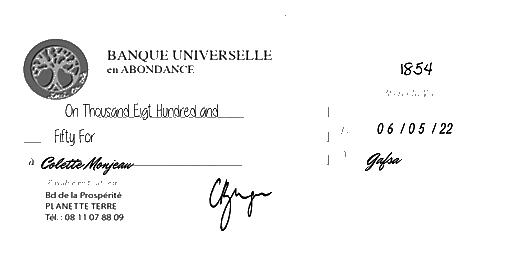 BANQUE UNIVERSELLE
en ABONDANCE
1854
On Thousand Eigt Hundred and
Fifty For
06/05/22
à Colette Monjeau
Gafsa
Bd de la Prospérité
PLANETTE TERRE
Tél. : 08 11 07 88 09